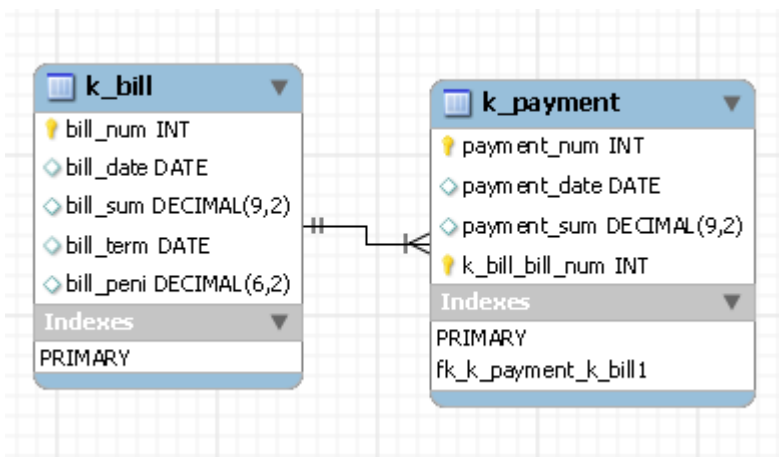 k_bill
bill_num INT
bill_date DATE
bill_sum DECIMAL(9,2)
bill_term DATE
bill_peni DECIMAL(6,2)
Indexes
PRIMARY
k_payment
payment_num INT
payment_date DATE
payment_sum DECIMAL(9,2)
k_bill_bill_num INT
Indexes
PRIMARY
fk_k_payment_k_bill1